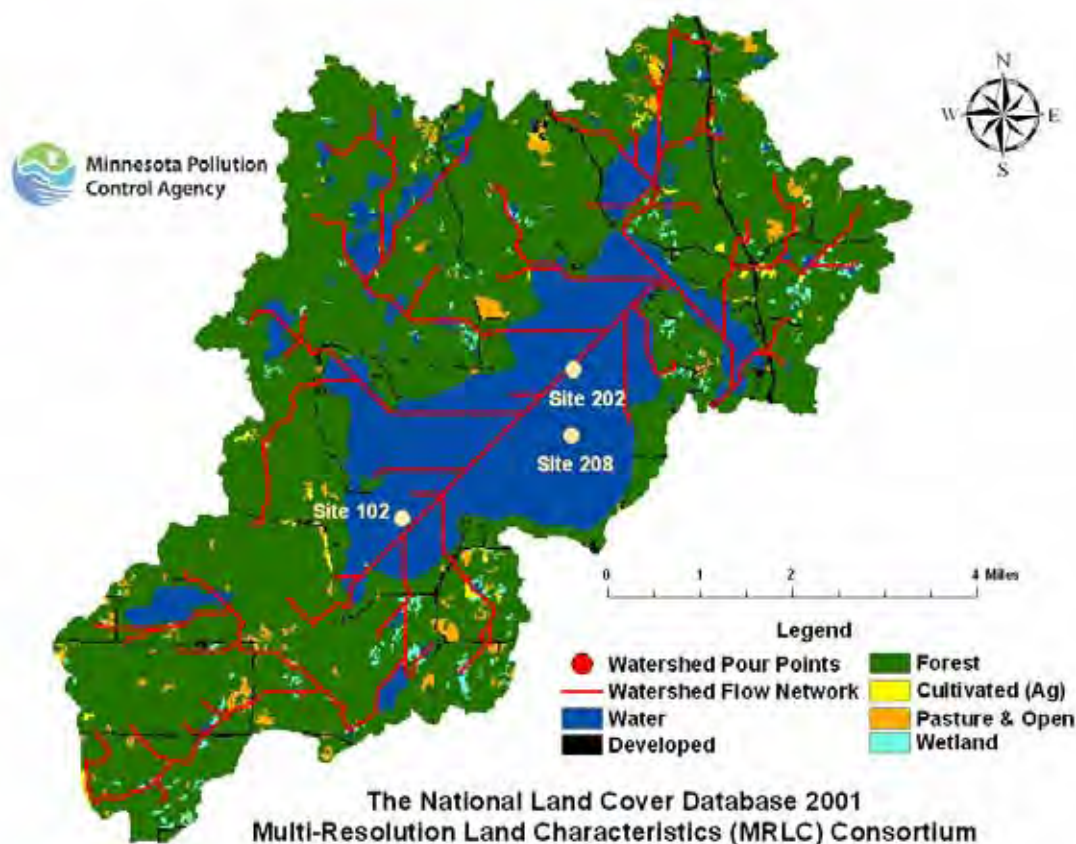 N
W E
S
Minnesota Pollution
Control Agency
Site 202
Site 208
Site 102
0 1 2 4 Miles
Legend
Watershed Pour Points
Watershed Flow Network
Water
Developed
Forest
Cultivated (Ag)
Pasture & Open
Wetland
The National Land Cover Database 2001
Multi-Resolution Land Characteristics (MRLC) Consortium